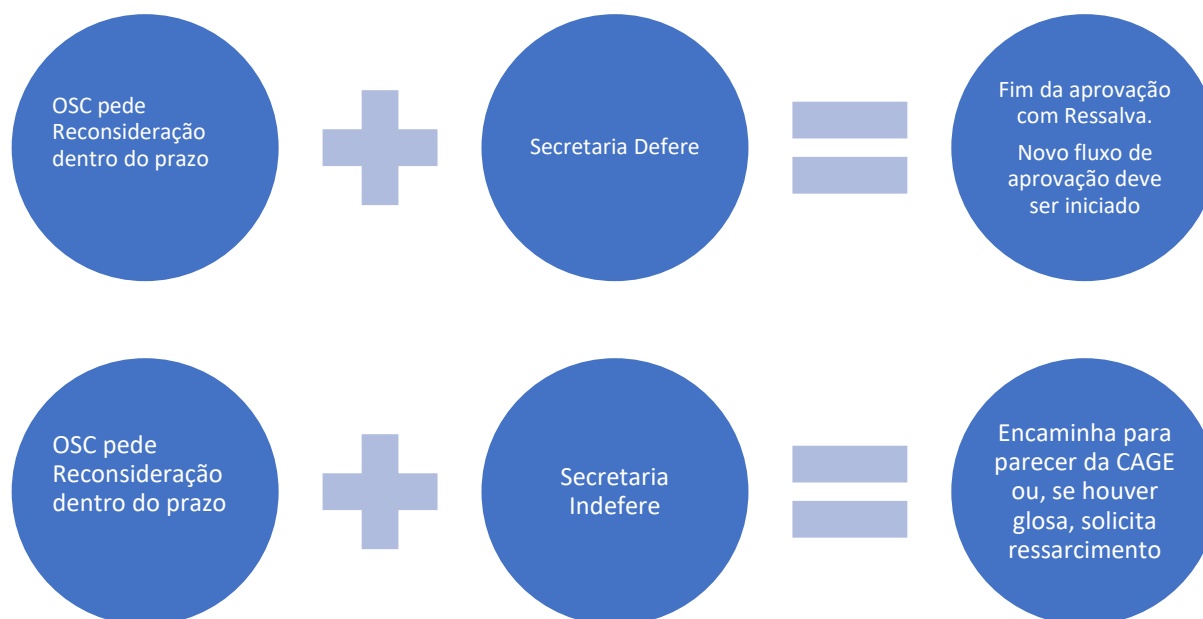 OSC pede
Reconsideração
dentro do prazo
Secretaria Defere
Fim da aprovação
com Ressalva.
Novo fluxo de
aprovação deve
ser iniciado
OSC pede
Reconsideração
dentro do prazo
Secretaria
Indefere
Encaminha para
parecer da CAGE
ou, se houver
glosa, solicita
ressarcimento